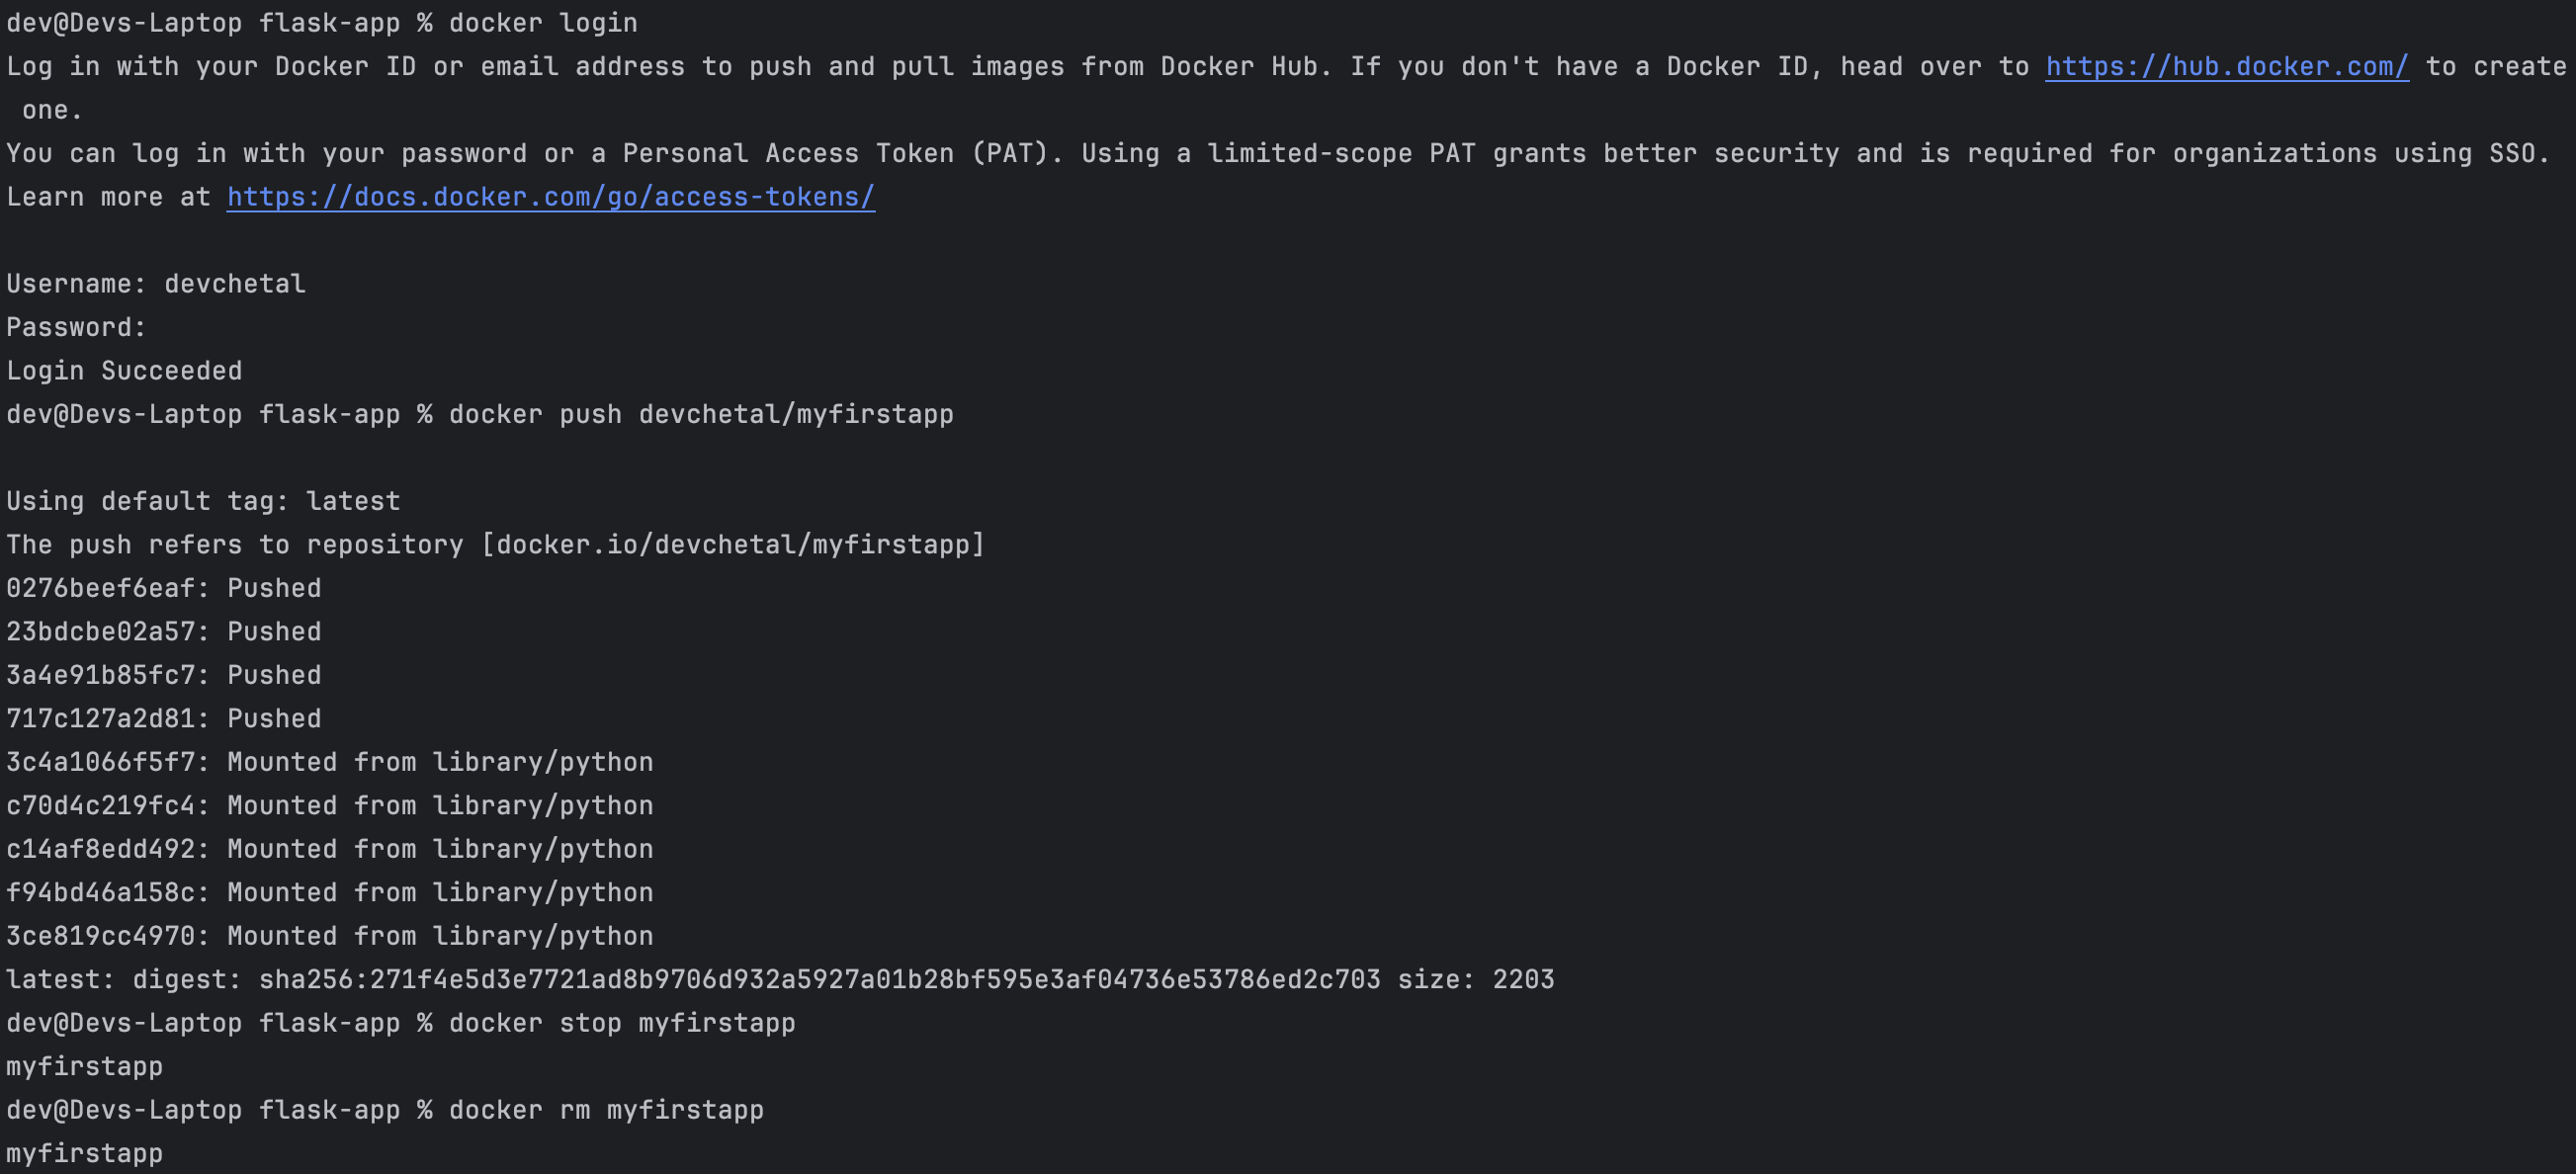 dev@Devs-Laptop flask-app % docker login
Log in with your Docker ID or email address to push and pull images from Docker Hub. If you don't have a Docker ID, head over to https://hub.docker.com/ to create
 one.
You can log in with your password or a Personal Access Token (PAT). Using a limited-scope PAT grants better security and is required for organizations using SSO.
Learn more at https://docs.docker.com/go/access-tokens/

Username: devchetal
Password:
Login Succeeded
dev@Devs-Laptop flask-app % docker push devchetal/myfirstapp

Using default tag: latest
The push refers to repository [docker.io/devchetal/myfirstapp]
0276beef6eaf: Pushed
23bdcbe02a57: Pushed
3a4e91b85fc7: Pushed
717c127a2d81: Pushed
3c4a1066f5f7: Mounted from library/python
c70d4c219fc4: Mounted from library/python
c14af8edd492: Mounted from library/python
f94bd46a158c: Mounted from library/python
3ce819cc4970: Mounted from library/python
latest: digest: sha256:271f4e5d3e7721ad8b9706d932a5927a01b28bf595e3af04736e53786ed2c703 size: 2203
dev@Devs-Laptop flask-app % docker stop myfirstapp
myfirstapp
dev@Devs-Laptop flask-app % docker rm myfirstapp
myfirstapp